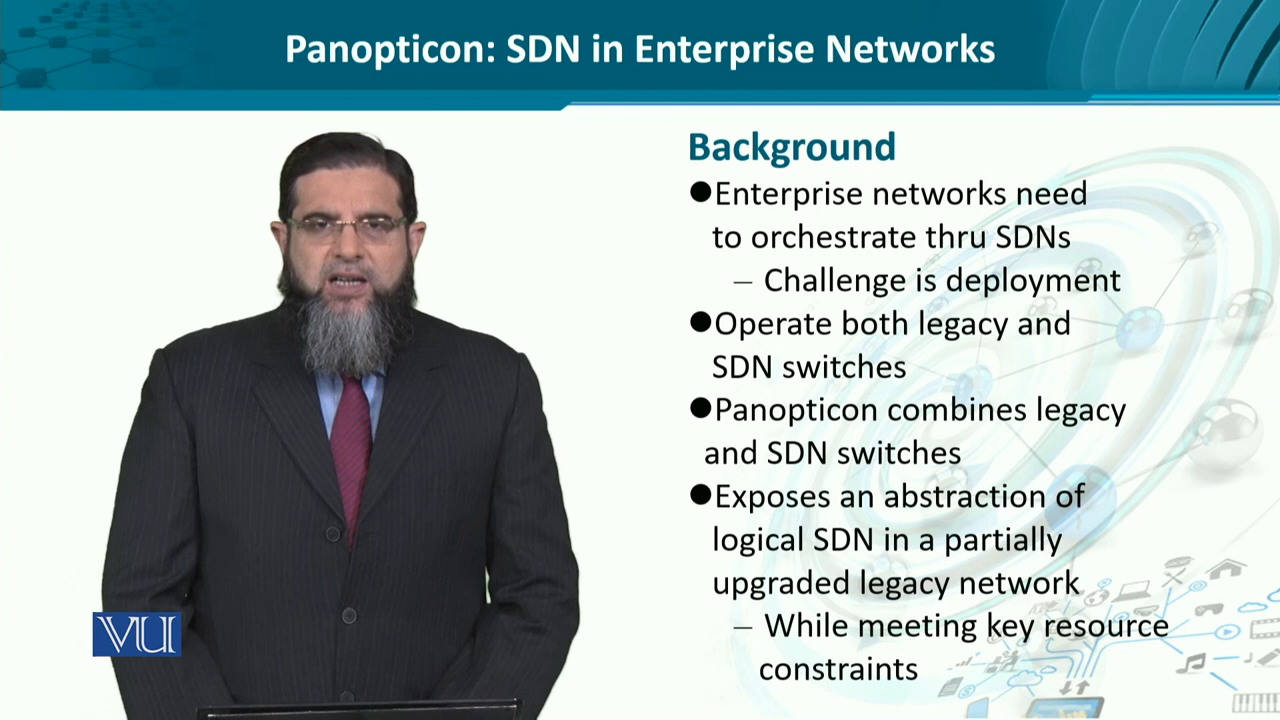 Panopticon: SDN in Enterprise Networks
Background
●Enterprise networks need
to orchestrate thru SDNs
– Challenge is deployment
●Operate both legacy and
SDN switches
●Panopticon combines legacy
and SDN switches
●Exposes an abstraction of
logical SDN in a partially
upgraded legacy network
– While meeting key resource
constraints
VU